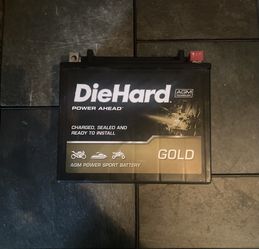 DieHard
AGM
POWER AHEAD
CHARGED, SEALED AND
READY TO INSTALL
GOLD
AGM POWER SPORT BATTERY